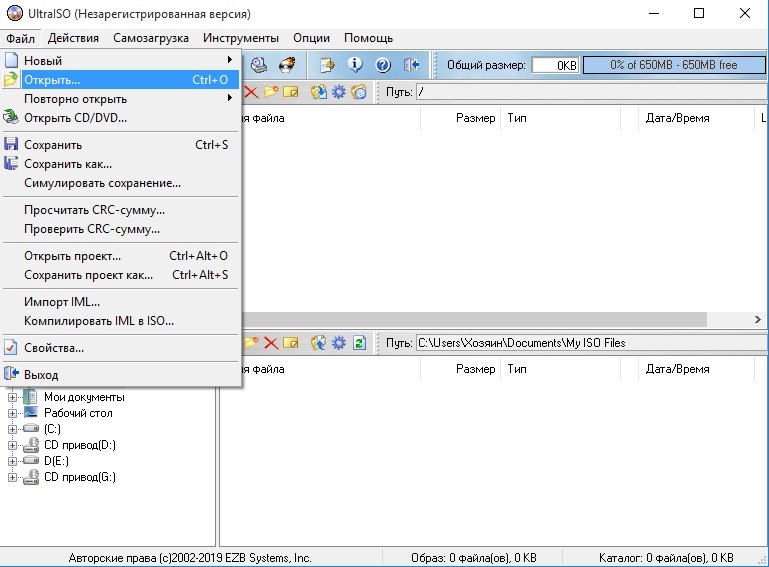 UltraISO (Незарегистрированная версия)
Файл Действия Самозагрузка Инструменты Опции Помощь
Новый
Открыть... Ctrl+O
Повторно открыть
Открыть CD/DVD...
Сохранить Ctrl+S
Сохранить как...
Симулировать сохранение...
Просчитать CRC-сумму...
Проверить CRC-сумму...
Открыть проект... Ctrl+Alt+O
Сохранить проект как... Ctrl+Alt+S
Импорт IML...
Компилировать IML в ISO...
Свойства...
Выход
Общий размер: 0KB 0% of 650MB - 650MB free
Путь: /
файла Размер Тип Дата/Время L
Путь: C:\Users\Хозяин\Documents\My ISO Files
файла Размер Тип Дата/Время
Мои документы
Рабочий стол
(C:)
CD привод(D:)
D(E:)
CD привод(G:)
Авторские права (c)2002-2019 EZB Systems, Inc. Образ: 0 файла(ов), 0 KB Каталог: 0 файла(ов), 0 KB